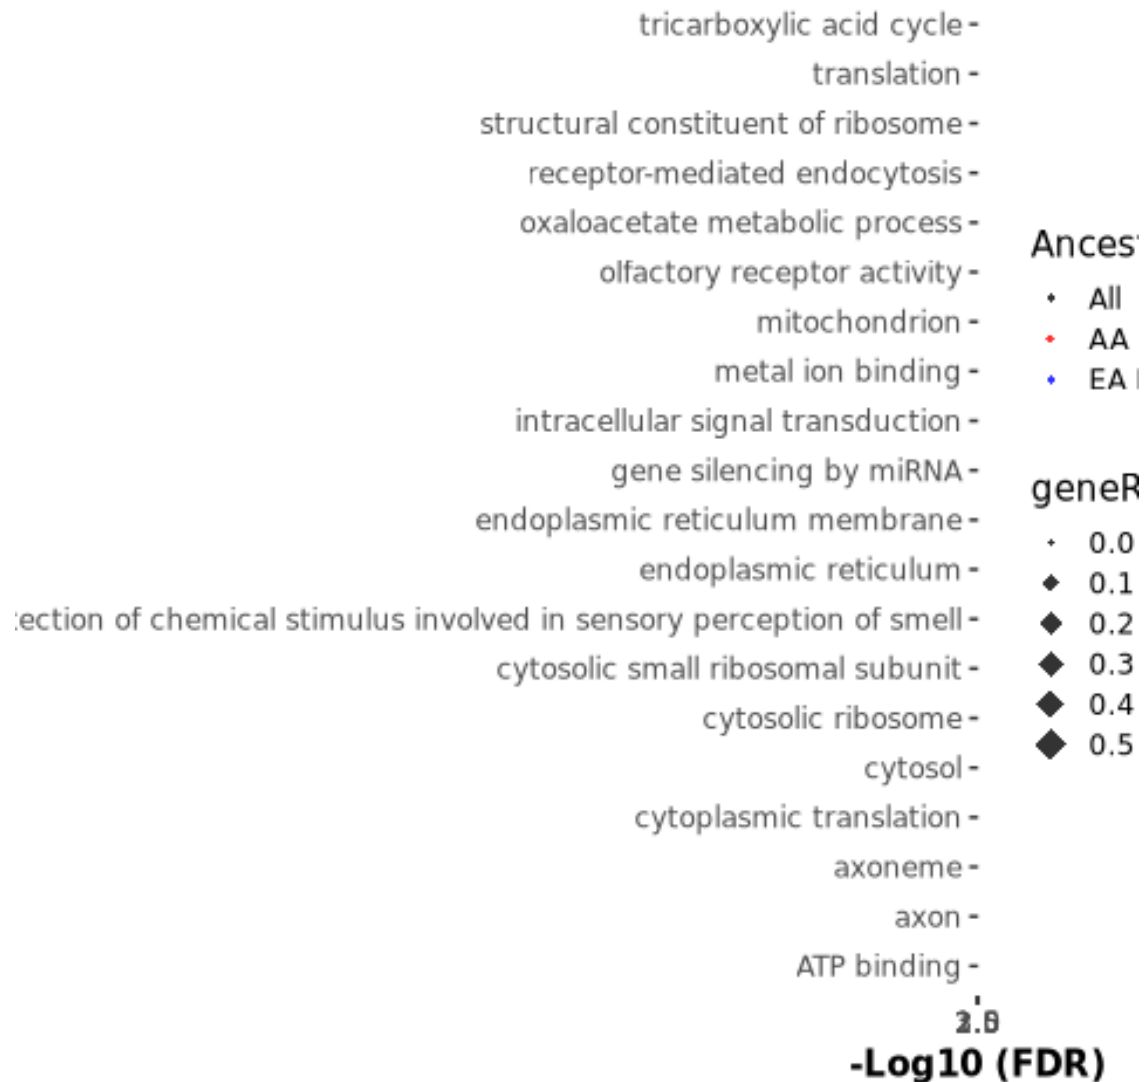 tricarboxylic acid cycle
translation
structural constituent of ribosome
receptor-mediated endocytosis
oxaloacetate metabolic process
olfactory receptor activity
mitochondrion
metal ion binding
intracellular signal transduction
gene silencing by miRNA
endoplasmic reticulum membrane
endoplasmic reticulum
of chemical stimulus involved in sensory perception of smell
cytosolic small ribosomal subunit
cytosolic ribosome
cytosol
cytoplasmic translation
axoneme
axon
ATP binding
-Log10 (FDR)
All
AA
EA
0.0
0.1
0.2
0.3
0.4
0.5